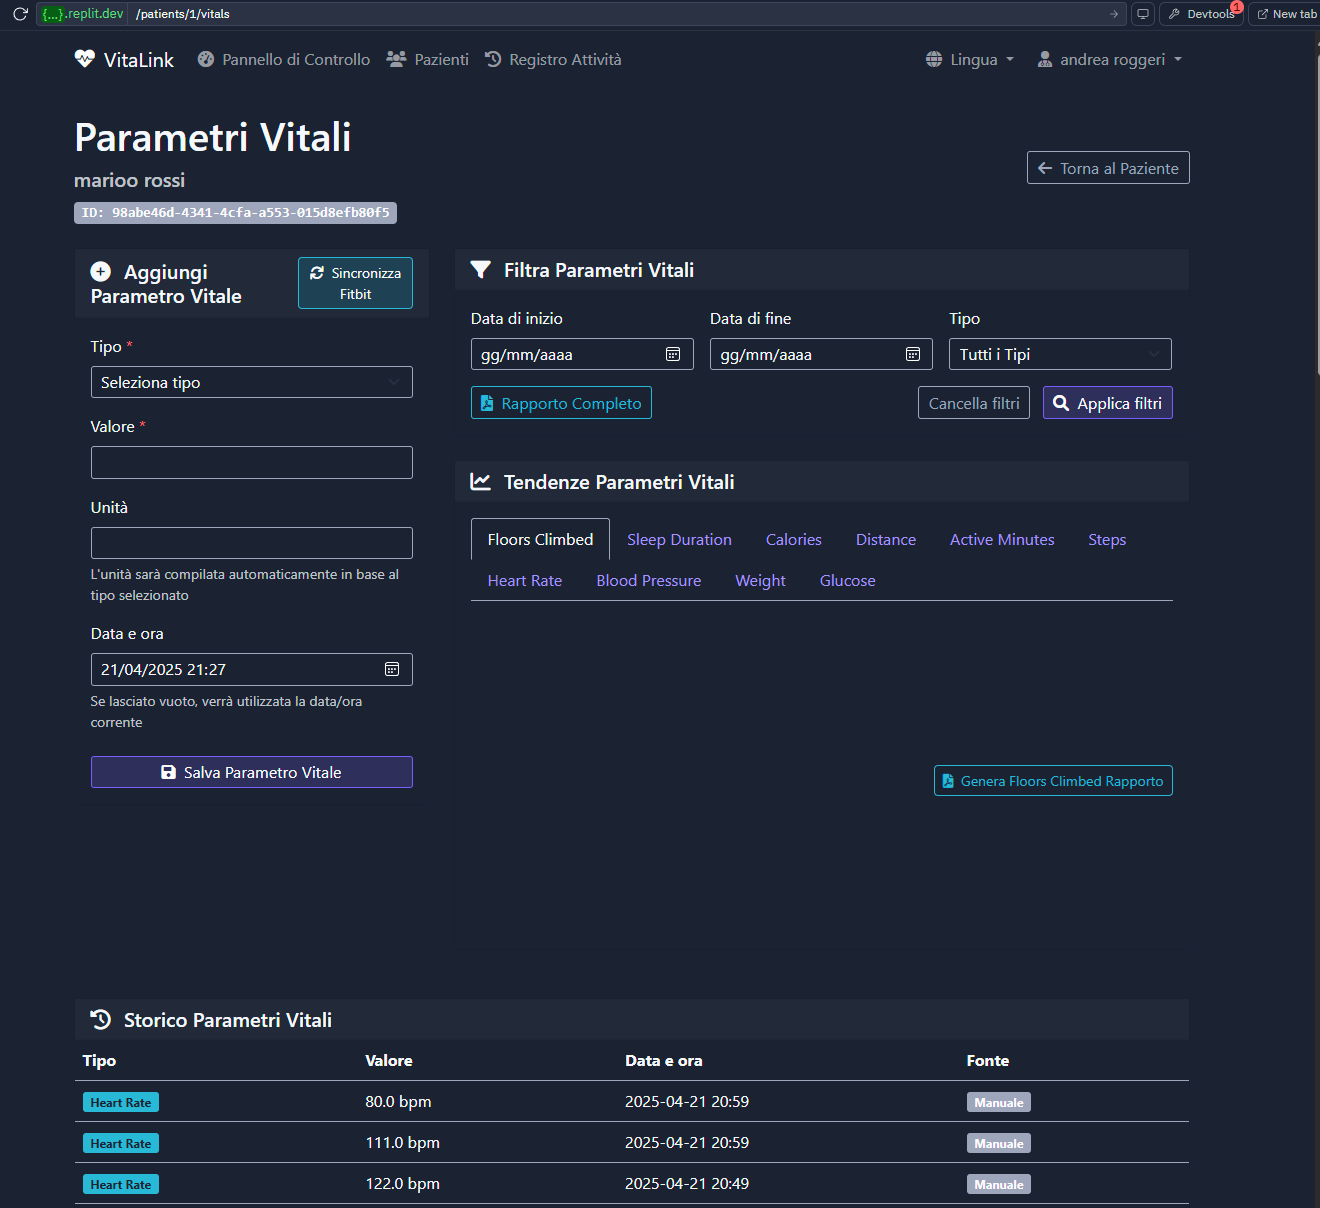 {...}.replit.dev /patients/1/vitals Devtools 1 New tab
VitaLink Pannello di Controllo Pazienti Registro Attività Lingua andrea roggeri
Parametri Vitali
marioo rossi
Torna al Paziente
ID: 98abe46d-4341-4cfa-a553-015d8efb80f5
Aggiungi
Parametro Vitale
Sincronizza
Fitbit
Tipo *
Seleziona tipo
Valore *
Unità
L'unità sarà compilata automaticamente in base al
tipo selezionato
Data e ora
21/04/2025 21:27
Se lasciato vuoto, verrà utilizzata la data/ora
corrente
Salva Parametro Vitale
Filtra Parametri Vitali
Data di inizio Data di fine Tipo
gg/mm/aaaa gg/mm/aaaa Tutti i Tipi
Rapporto Completo Cancella filtri Applica filtri
Tendenze Parametri Vitali
Floors Climbed Sleep Duration Calories Distance Active Minutes Steps
Heart Rate Blood Pressure Weight Glucose
Genera Floors Climbed Rapporto
Storico Parametri Vitali
Tipo Valore Data e ora Fonte
Heart Rate 80.0 bpm 2025-04-21 20:59 Manuale
Heart Rate 111.0 bpm 2025-04-21 20:59 Manuale
Heart Rate 122.0 bpm 2025-04-21 20:49 Manuale